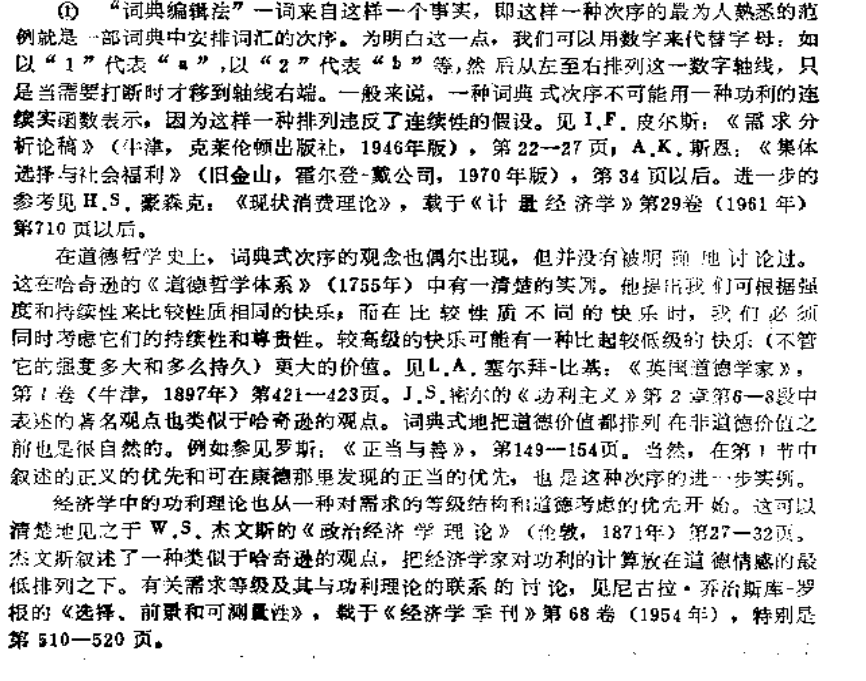 ① “词典编辑法”一词来自这样一个事实，即这样一种次序的最为人熟悉的范
例就是一部词典中安排词汇的次序。为明白这一点，我们可以用数字来代替字母：如
以“1”代表“a”，以“2”代表“b”等，然后从左至右排列这一数字轴线，只
是当需要打断时才移到轴线右端。一般来说，一种词典式次序不可能用一种功利的连
续实函数表示，因为这样一种排列违反了连续性的假设。见I.F.皮尔斯：《需求分
析论稿》（牛津，克莱伦顿出版社，1946年版），第22—27页；A.K.斯恩：《集体
选择与社会福利》（旧金山，霍尔登-戴公司，1970年版），第34页以后。进一步的
参考见H.S.豪森克：《现状消费理论》，载于《计量经济学》第29卷（1961年）
第710页以后。
在道德哲学史上，词典式次序的观念也偶尔出现，但并没有被明确地讨论过。
这在哈奇逊的《道德哲学体系》（1755年）中有一清楚的实例。他提出我们可根据强
度和持续性来比较性质相同的快乐；而在比较性质不同的快乐时，我们必须
同时考虑它们的持续性和尊贵性。较高级的快乐可能有一种比起较低级的快乐（不管
它的强度多大和多么持久）更大的价值。见L.A.塞尔拜-比基：《英国道德学家》，
第1卷（牛津，1897年）第421—423页。J.S.密尔的《功利主义》第2章第6—8段中
表述的著名观点也类似于哈奇逊的观点。词典式地把道德价值都排列在非道德价值之
前也是很自然的。例如参见罗斯：《正当与善》，第149—154页。当然，在第1节中
叙述的正义的优先和可在康德那里发现的正当的优先，也是这种次序的进一步实例。
经济学中的功利理论也从一种对需求的等级结构和道德考虑的优先开始。这可以
清楚地见之于W.S.杰文斯的《政治经济学理论》（伦敦，1871年）第27—32页。
杰文斯叙述了一种类似于哈奇逊的观点，把经济学家对功利的计算放在道德情感的最
低排列之下。有关需求等级及其与功利理论的联系的讨论，见尼古拉·乔治斯库-罗
根的《选择、前景和可测量性》，载于《经济学季刊》第68卷（1954年），特别是
第510—520页。